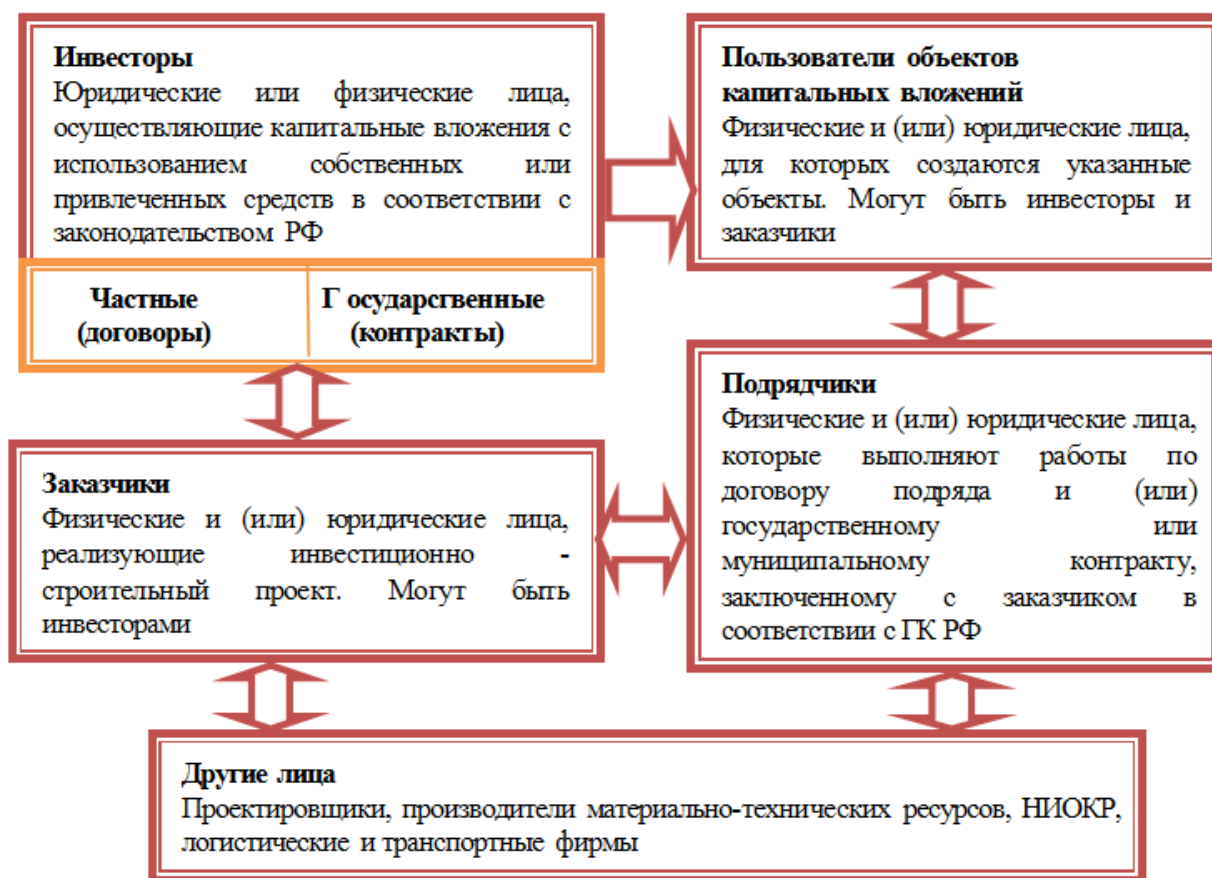 Инвесторы
Юридические или физические лица,
осуществляющие капитальные вложения с
использованием собственных или
привлеченных средств в соответствии с
законодательством РФ
Частные
(договоры)
Г осударсгвенные
(контракты)
Заказчики
Физические и (или) юридические лица,
реализующие инвестиционно -
строительный проект. Могут быть
инвесторами
Пользователи объектов
капитальных вложений
Физические и (или) юридические лица,
для которых создаются указанные
объекты. Могут быть инвесторы и
заказчики
Подрядчики
Физические и (или) юридические лица,
которые выполняют работы по
договору подряда и (или)
государственному или
муниципальному контракту,
заключенному с заказчиком в
соответствии с ГК РФ
Другие лица
Проектировщики, производители материально-технических ресурсов, НИОКР,
логистические и транспортные фирмы